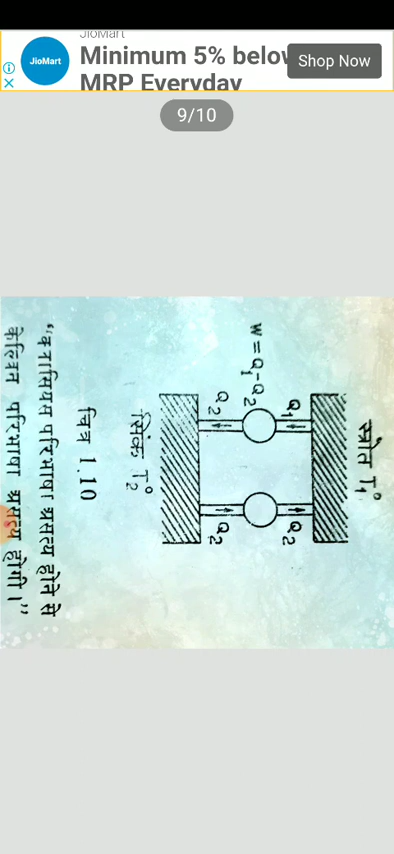 JioMart
JioMart
Minimum 5% below
MRP Everyday
Shop Now
9/10
स्त्रोत T₁°
Q₁
Q₂
W = Q₁ - Q₂
Q₂
Q₂
सिंक T₂°
चित्र 1.10
“क्लासियस परिभाषा असत्य होने से
केल्विन परिभाषा असत्य होगी।”